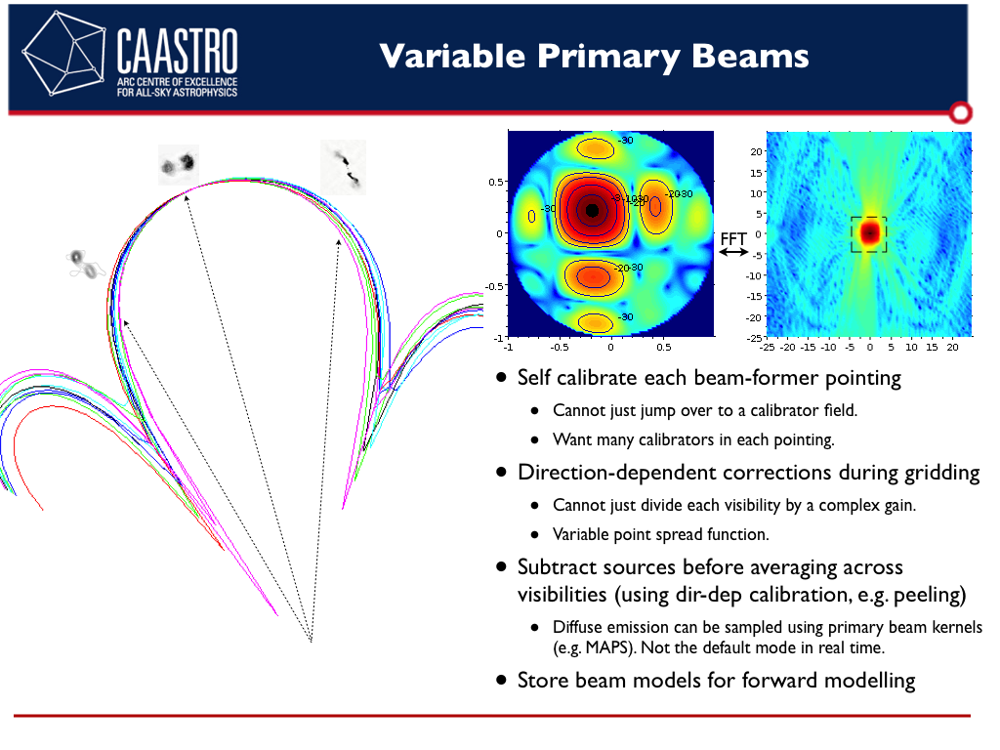 CAASTRO
ARC CENTRE OF EXCELLENCE
FOR ALL-SKY ASTROPHYSICS
Variable Primary Beams
0.5
0
-0.5
-1
-1 -0.5 0 0.5
-30
-30
-20
-20-30
-20-30
-30
FFT
20
15
10
5
0
-5
-10
-15
-20
-25
-25 -20 -15 -10 -5 0 5 10 15 20
• Self calibrate each beam-former pointing
• Cannot just jump over to a calibrator field.
• Want many calibrators in each pointing.
• Direction-dependent corrections during gridding
• Cannot just divide each visibility by a complex gain.
• Variable point spread function.
• Subtract sources before averaging across
visibilities (using dir-dep calibration, e.g. peeling)
• Diffuse emission can be sampled using primary beam kernels
(e.g. MAPS). Not the default mode in real time.
• Store beam models for forward modelling